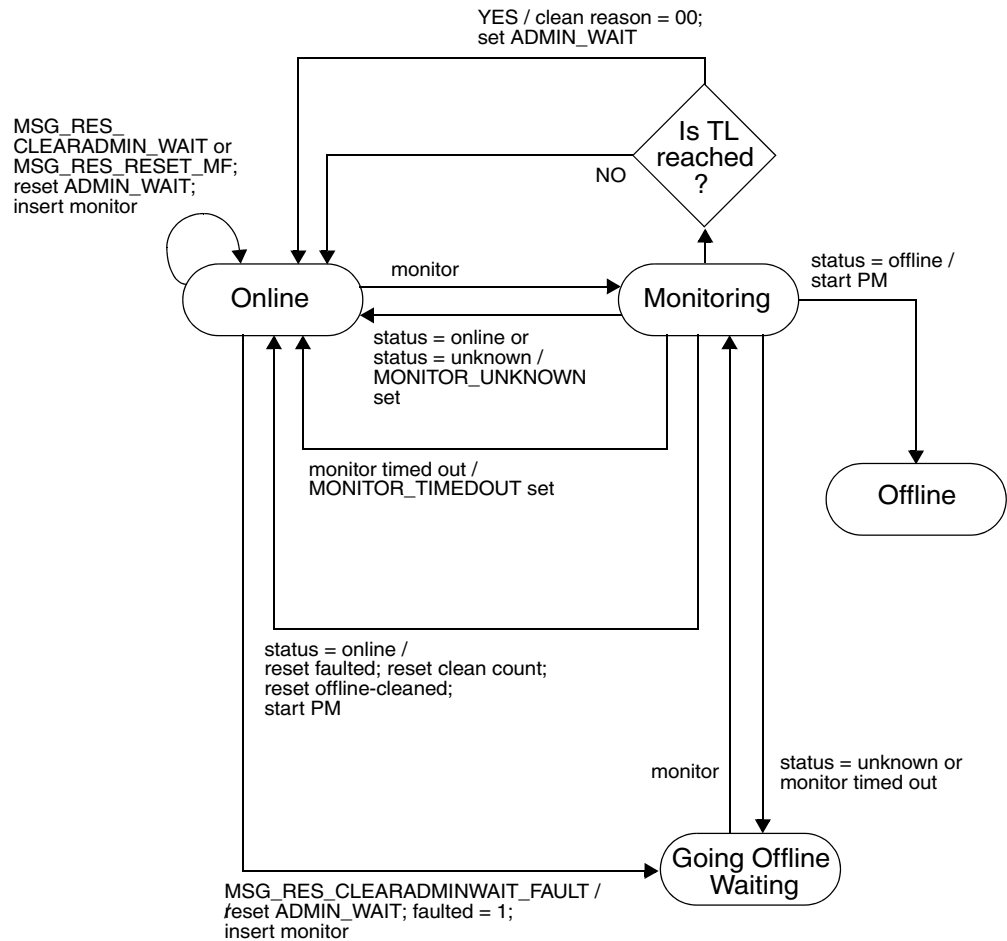 YES / clean reason = 00;
set ADMIN_WAIT
MSG_RES_
CLEARADMIN_WAIT or
MSG_RES_RESET_MF;
reset ADMIN_WAIT;
insert monitor
Is TL
reached
?
NO
Online
monitor
Monitoring
status = offline /
start PM
status = online or
status = unknown /
MONITOR_UNKNOWN
set
monitor timed out /
MONITOR_TIMEDOUT set
Offline
status = online /
reset faulted; reset clean count;
reset offline-cleaned;
start PM
monitor
status = unknown or
monitor timed out
Going Offline
Waiting
MSG_RES_CLEARADMINWAIT_FAULT /
/reset ADMIN_WAIT; faulted = 1;
insert monitor